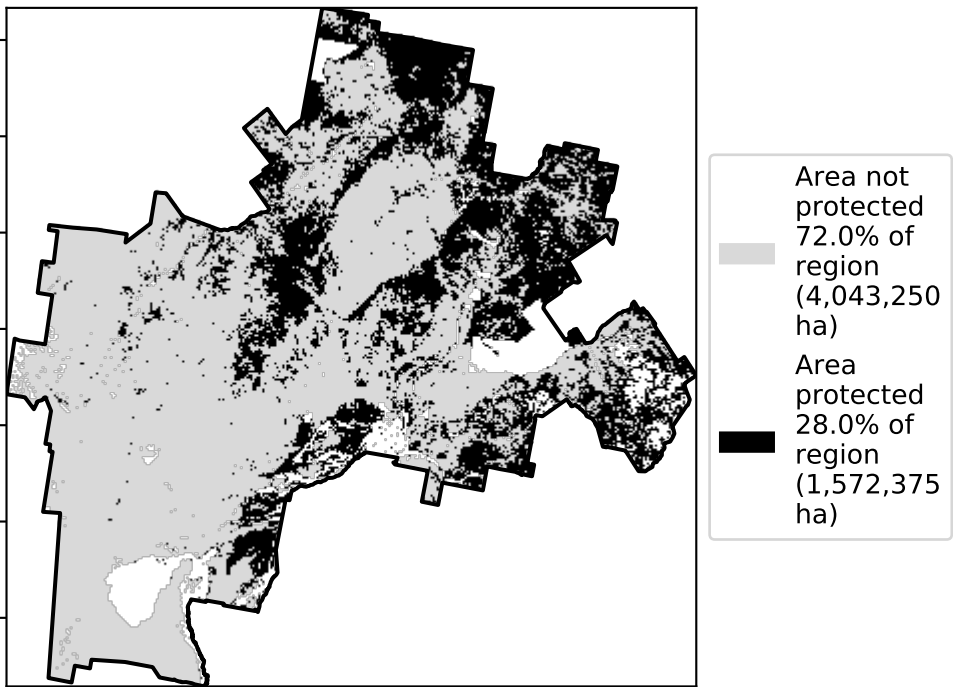 Area not
protected
72.0% of
region
(4,043,250
ha)
Area
protected
28.0% of
region
(1,572,375
ha)